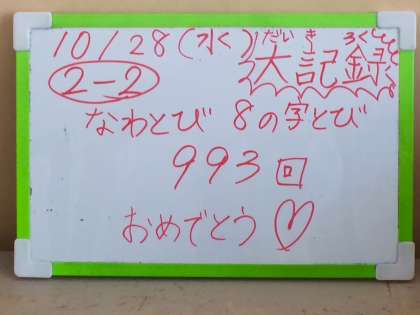 10/28(水く)
だい き ろく
大記録
2-2
なわとび 8の字とび
993回
おめでとう♡